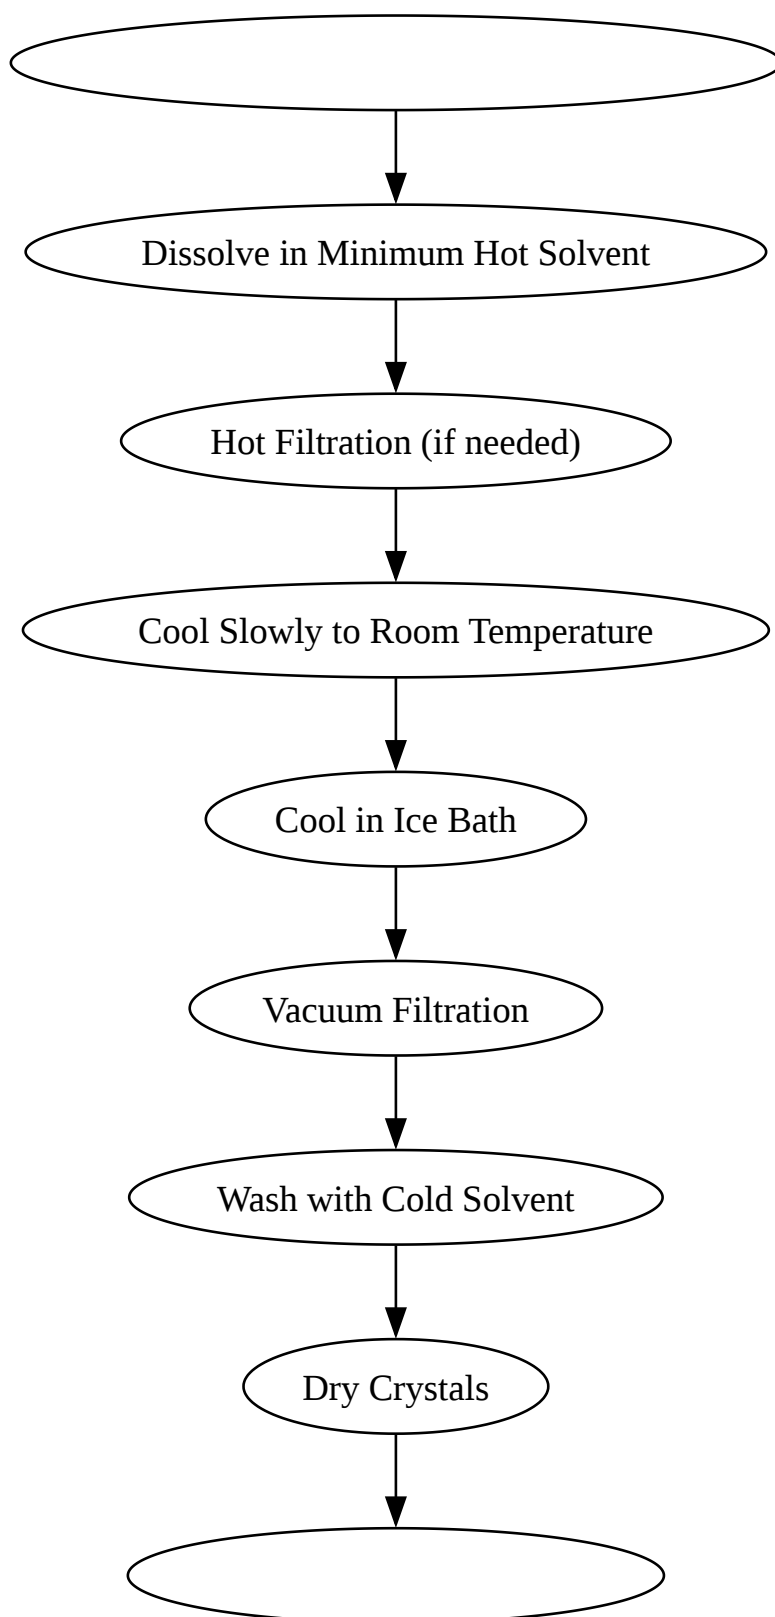 Dissolve in Minimum Hot Solvent
Hot Filtration (if needed)
Cool Slowly to Room Temperature
Cool in Ice Bath
Vacuum Filtration
Wash with Cold Solvent
Dry Crystals